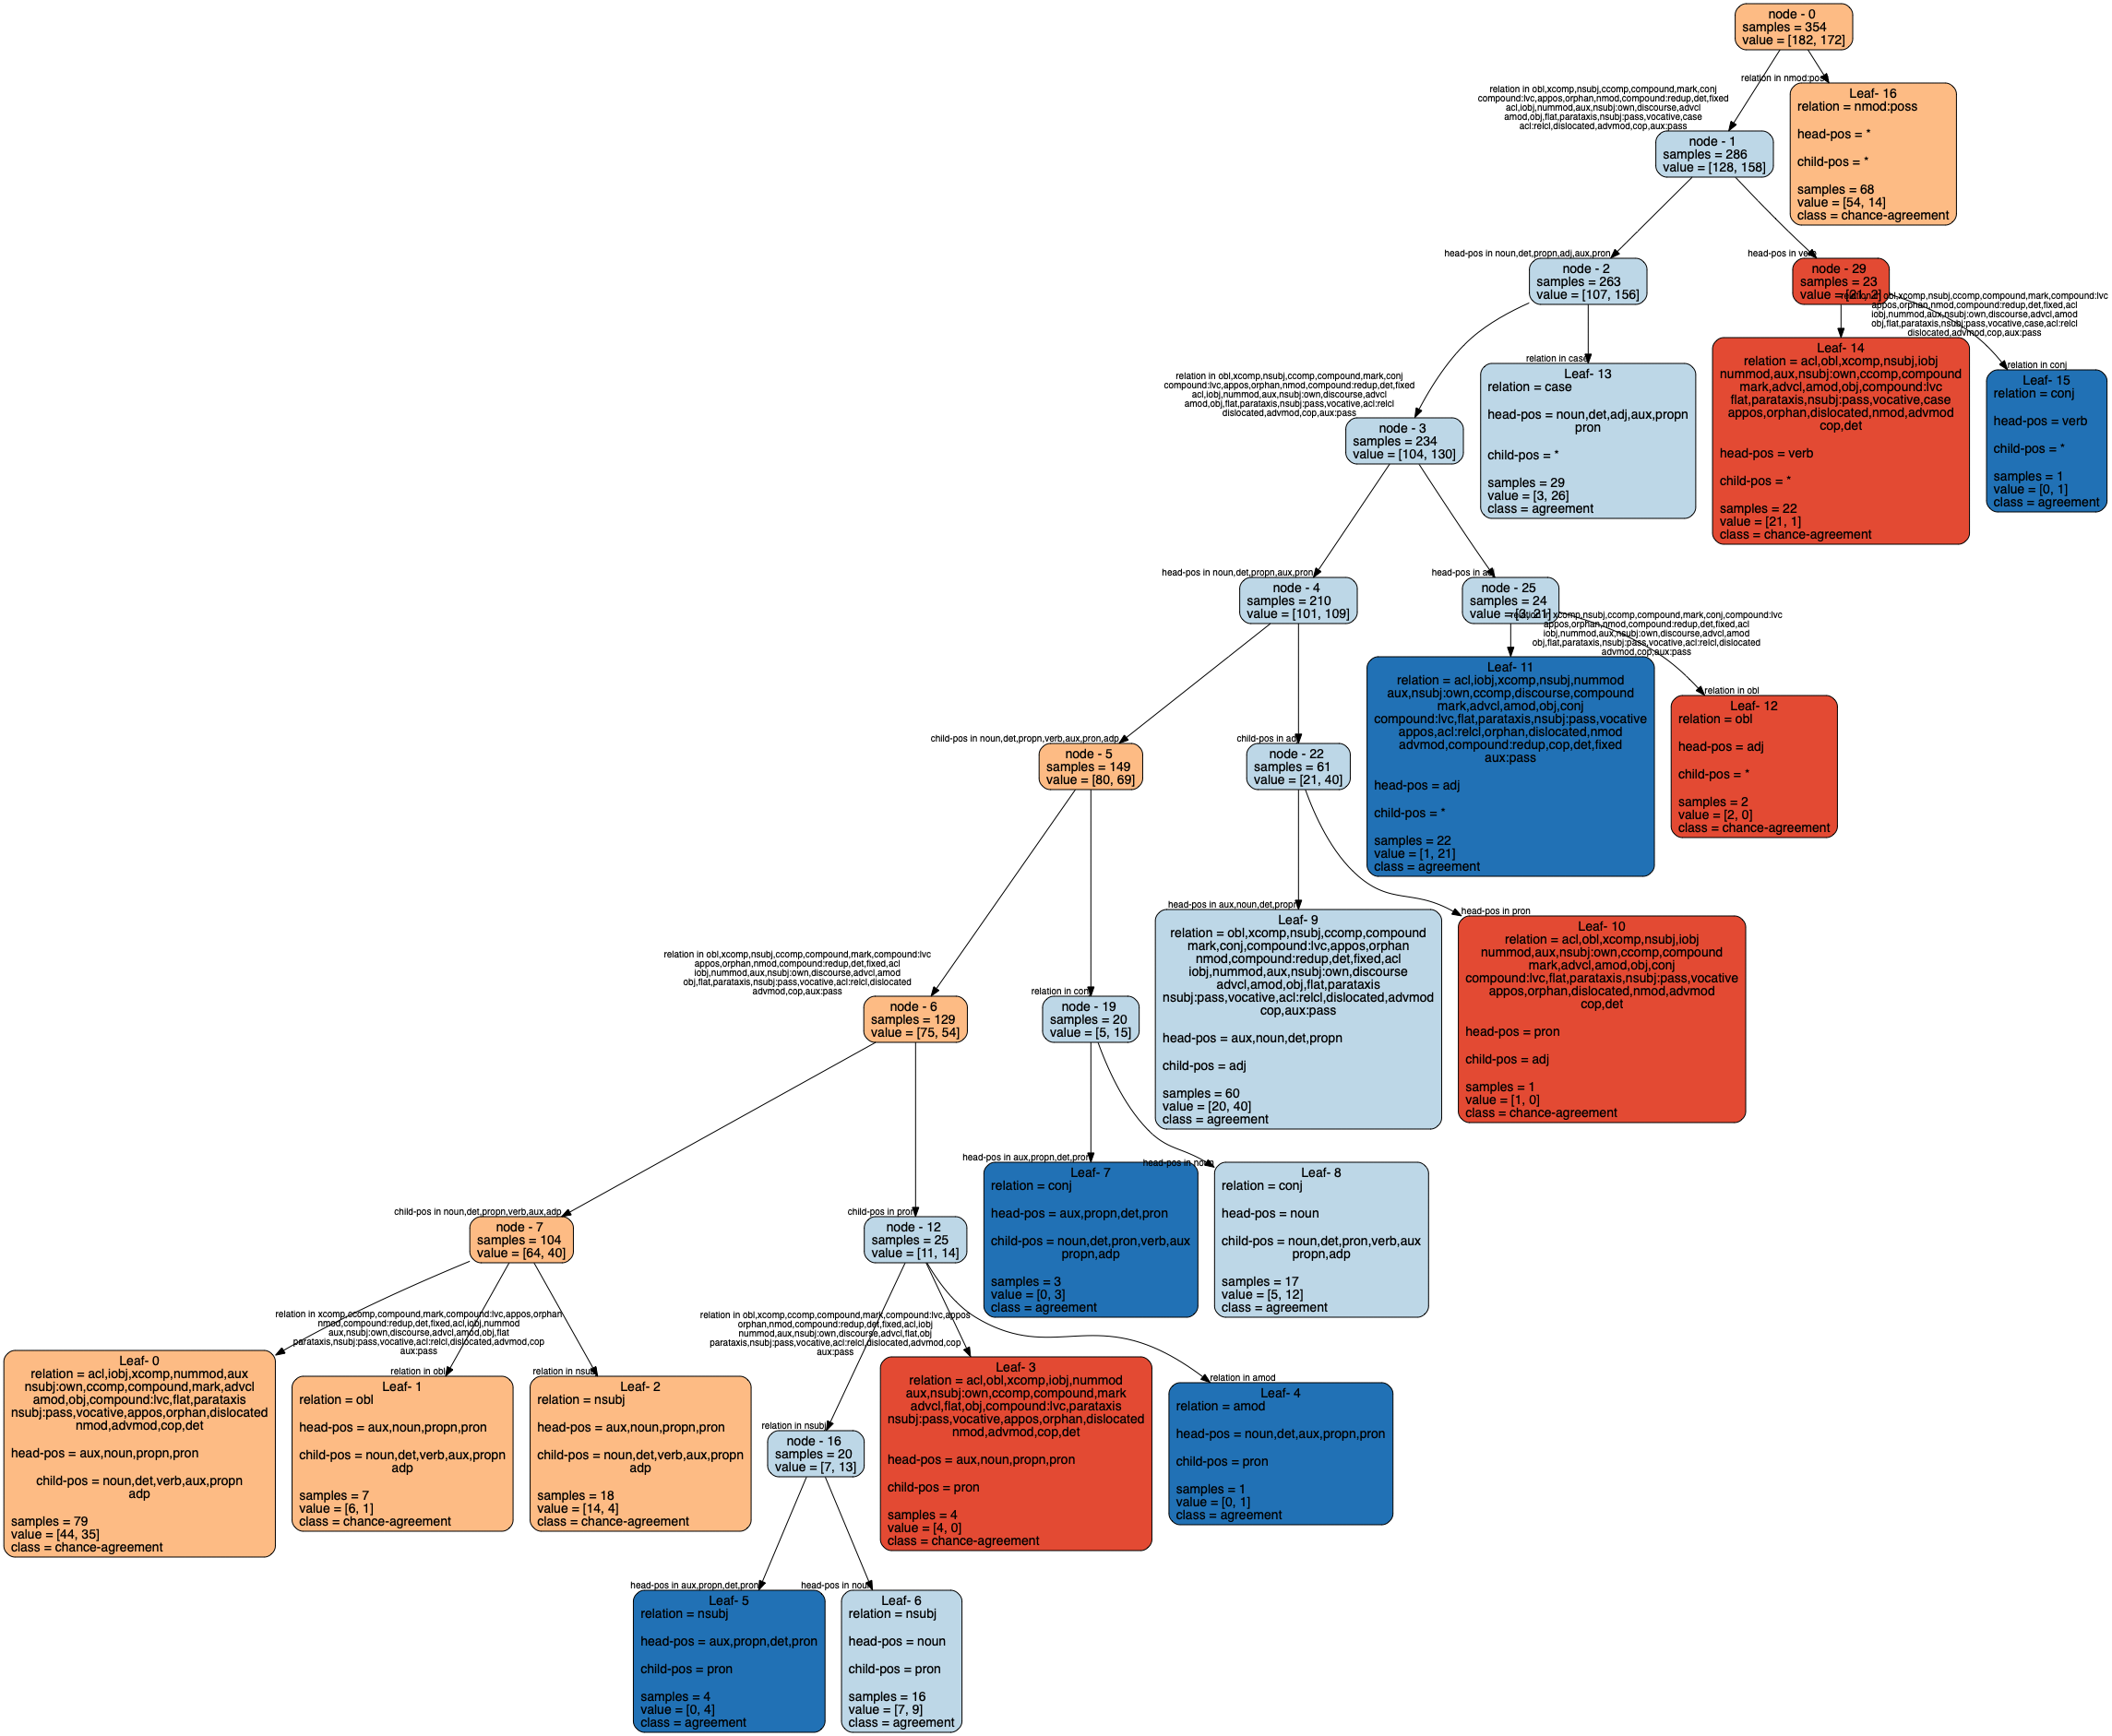 node - 0
samples = 354
value = [182, 172]
relation in nmod:poss
relation in obl,xcomp,nsubj,ccomp,compound,mark,conj
compound:lvc,appos,orphan,nmod,compound:redup,det,fixed
acl,iobj,nummod,aux,nsubj:own,discourse,advcl
amod,obj,flat,parataxis,nsubj:pass,vocative,case
acl:relcl,dislocated,advmod,cop,aux:pass
Leaf- 16
relation = nmod:poss
head-pos = *
child-pos = *
samples = 68
value = [54, 14]
class = chance-agreement
node - 1
samples = 286
value = [128, 158]
head-pos in noun,det,propn,adj,aux,pron
head-pos in verb
node - 2
samples = 263
value = [107, 156]
node - 29
samples = 23
value = [21, 2]
relation in obl,xcomp,nsubj,ccomp,compound,mark,compound:lvc
appos,orphan,nmod,compound:redup,det,fixed,acl
iobj,nummod,aux,nsubj:own,discourse,advcl,amod
obj,flat,parataxis,nsubj:pass,vocative,case,acl:relcl
dislocated,advmod,cop,aux:pass
relation in case
relation in conj
relation in obl,xcomp,nsubj,ccomp,compound,mark,conj
compound:lvc,appos,orphan,nmod,compound:redup,det,fixed
acl,iobj,nummod,aux,nsubj:own,discourse,advcl
amod,obj,flat,parataxis,nsubj:pass,vocative,acl:relcl
dislocated,advmod,cop,aux:pass
Leaf- 13
relation = case
head-pos = noun,det,adj,aux,propn
pron
child-pos = *
samples = 29
value = [3, 26]
class = agreement
Leaf- 14
relation = acl,obl,xcomp,nsubj,iobj
nummod,aux,nsubj:own,ccomp,compound
mark,advcl,amod,obj,compound:lvc
flat,parataxis,nsubj:pass,vocative,case
appos,orphan,dislocated,nmod,advmod
cop,det
head-pos = verb
child-pos = *
samples = 22
value = [21, 1]
class = chance-agreement
Leaf- 15
relation = conj
head-pos = verb
child-pos = *
samples = 1
value = [0, 1]
class = agreement
node - 3
samples = 234
value = [104, 130]
head-pos in noun,det,propn,aux,pron
head-pos in adj
node - 4
samples = 210
value = [101, 109]
node - 25
samples = 24
value = [3, 21]
relation in xcomp,nsubj,ccomp,compound,mark,conj,compound:lvc
appos,orphan,nmod,compound:redup,det,fixed,acl
iobj,nummod,aux,nsubj:own,discourse,advcl,amod
obj,flat,parataxis,nsubj:pass,vocative,acl:relcl,dislocated
advmod,cop,aux:pass
relation in obl
Leaf- 11
relation = acl,iobj,xcomp,nsubj,nummod
aux,nsubj:own,ccomp,discourse,compound
mark,advcl,amod,obj,conj
compound:lvc,flat,parataxis,nsubj:pass,vocative
appos,acl:relcl,orphan,dislocated,nmod
advmod,compound:redup,cop,det,fixed
aux:pass
head-pos = adj
child-pos = *
samples = 22
value = [1, 21]
class = agreement
Leaf- 12
relation = obl
head-pos = adj
child-pos = *
samples = 2
value = [2, 0]
class = chance-agreement
child-pos in noun,det,propn,verb,aux,pron,adp
child-pos in adj
node - 5
samples = 149
value = [80, 69]
node - 22
samples = 61
value = [21, 40]
head-pos in aux,noun,det,propn
head-pos in pron
Leaf- 9
relation = obl,xcomp,nsubj,ccomp,compound
mark,conj,compound:lvc,appos,orphan
nmod,compound:redup,det,fixed,acl
iobj,nummod,aux,nsubj:own,discourse
advcl,amod,obj,flat,parataxis
nsubj:pass,vocative,acl:relcl,dislocated,advmod
cop,aux:pass
head-pos = aux,noun,det,propn
child-pos = adj
samples = 60
value = [20, 40]
class = agreement
Leaf- 10
relation = acl,obl,xcomp,nsubj,iobj
nummod,aux,nsubj:own,ccomp,compound
mark,advcl,amod,obj,conj
compound:lvc,flat,parataxis,nsubj:pass,vocative
appos,orphan,dislocated,nmod,advmod
cop,det
head-pos = pron
child-pos = adj
samples = 1
value = [1, 0]
class = chance-agreement
relation in obl,xcomp,nsubj,ccomp,compound,mark,compound:lvc
appos,orphan,nmod,compound:redup,det,fixed,acl
iobj,nummod,aux,nsubj:own,discourse,advcl,amod
obj,flat,parataxis,nsubj:pass,vocative,acl:relcl,dislocated
advmod,cop,aux:pass
relation in conj
node - 6
samples = 129
value = [75, 54]
node - 19
samples = 20
value = [5, 15]
head-pos in aux,propn,det,pron
head-pos in noun
Leaf- 7
relation = conj
head-pos = aux,propn,det,pron
child-pos = noun,det,pron,verb,aux
propn,adp
samples = 3
value = [0, 3]
class = agreement
Leaf- 8
relation = conj
head-pos = noun
child-pos = noun,det,pron,verb,aux
propn,adp
samples = 17
value = [5, 12]
class = agreement
child-pos in noun,det,propn,verb,aux,adp
child-pos in pron
node - 7
samples = 104
value = [64, 40]
node - 12
samples = 25
value = [11, 14]
relation in xcomp,ccomp,compound,mark,compound:lvc,appos,orphan
nmod,compound:redup,det,fixed,acl,iobj,nummod
aux,nsubj:own,discourse,advcl,amod,obj,flat
parataxis,nsubj:pass,vocative,acl:relcl,dislocated,advmod,cop
aux:pass
relation in obl
relation in nsubj
relation in obl,xcomp,ccomp,compound,mark,compound:lvc,appos
orphan,nmod,compound:redup,det,fixed,acl,iobj
nummod,aux,nsubj:own,discourse,advcl,flat,obj
parataxis,nsubj:pass,vocative,acl:relcl,dislocated,advmod,cop
aux:pass
relation in amod
relation in nsubj
Leaf- 0
relation = acl,iobj,xcomp,nummod,aux
nsubj:own,ccomp,compound,mark,advcl
amod,obj,compound:lvc,flat,parataxis
nsubj:pass,vocative,appos,orphan,dislocated
nmod,advmod,cop,det
head-pos = aux,noun,propn,pron
child-pos = noun,det,verb,aux,propn
adp
samples = 79
value = [44, 35]
class = chance-agreement
Leaf- 1
relation = obl
head-pos = aux,noun,propn,pron
child-pos = noun,det,verb,aux,propn
adp
samples = 7
value = [6, 1]
class = chance-agreement
Leaf- 2
relation = nsubj
head-pos = aux,noun,propn,pron
child-pos = noun,det,verb,aux,propn
adp
samples = 18
value = [14, 4]
class = chance-agreement
node - 16
samples = 20
value = [7, 13]
Leaf- 3
relation = acl,obl,xcomp,iobj,nummod
aux,nsubj:own,ccomp,compound,mark
advcl,flat,obj,compound:lvc,parataxis
nsubj:pass,vocative,appos,orphan,dislocated
nmod,advmod,cop,det
head-pos = aux,noun,propn,pron
child-pos = pron
samples = 4
value = [4, 0]
class = chance-agreement
Leaf- 4
relation = amod
head-pos = noun,det,aux,propn,pron
child-pos = pron
samples = 1
value = [0, 1]
class = agreement
head-pos in aux,propn,det,pron
head-pos in noun
Leaf- 5
relation = nsubj
head-pos = aux,propn,det,pron
child-pos = pron
samples = 4
value = [0, 4]
class = agreement
Leaf- 6
relation = nsubj
head-pos = noun
child-pos = pron
samples = 16
value = [7, 9]
class = agreement